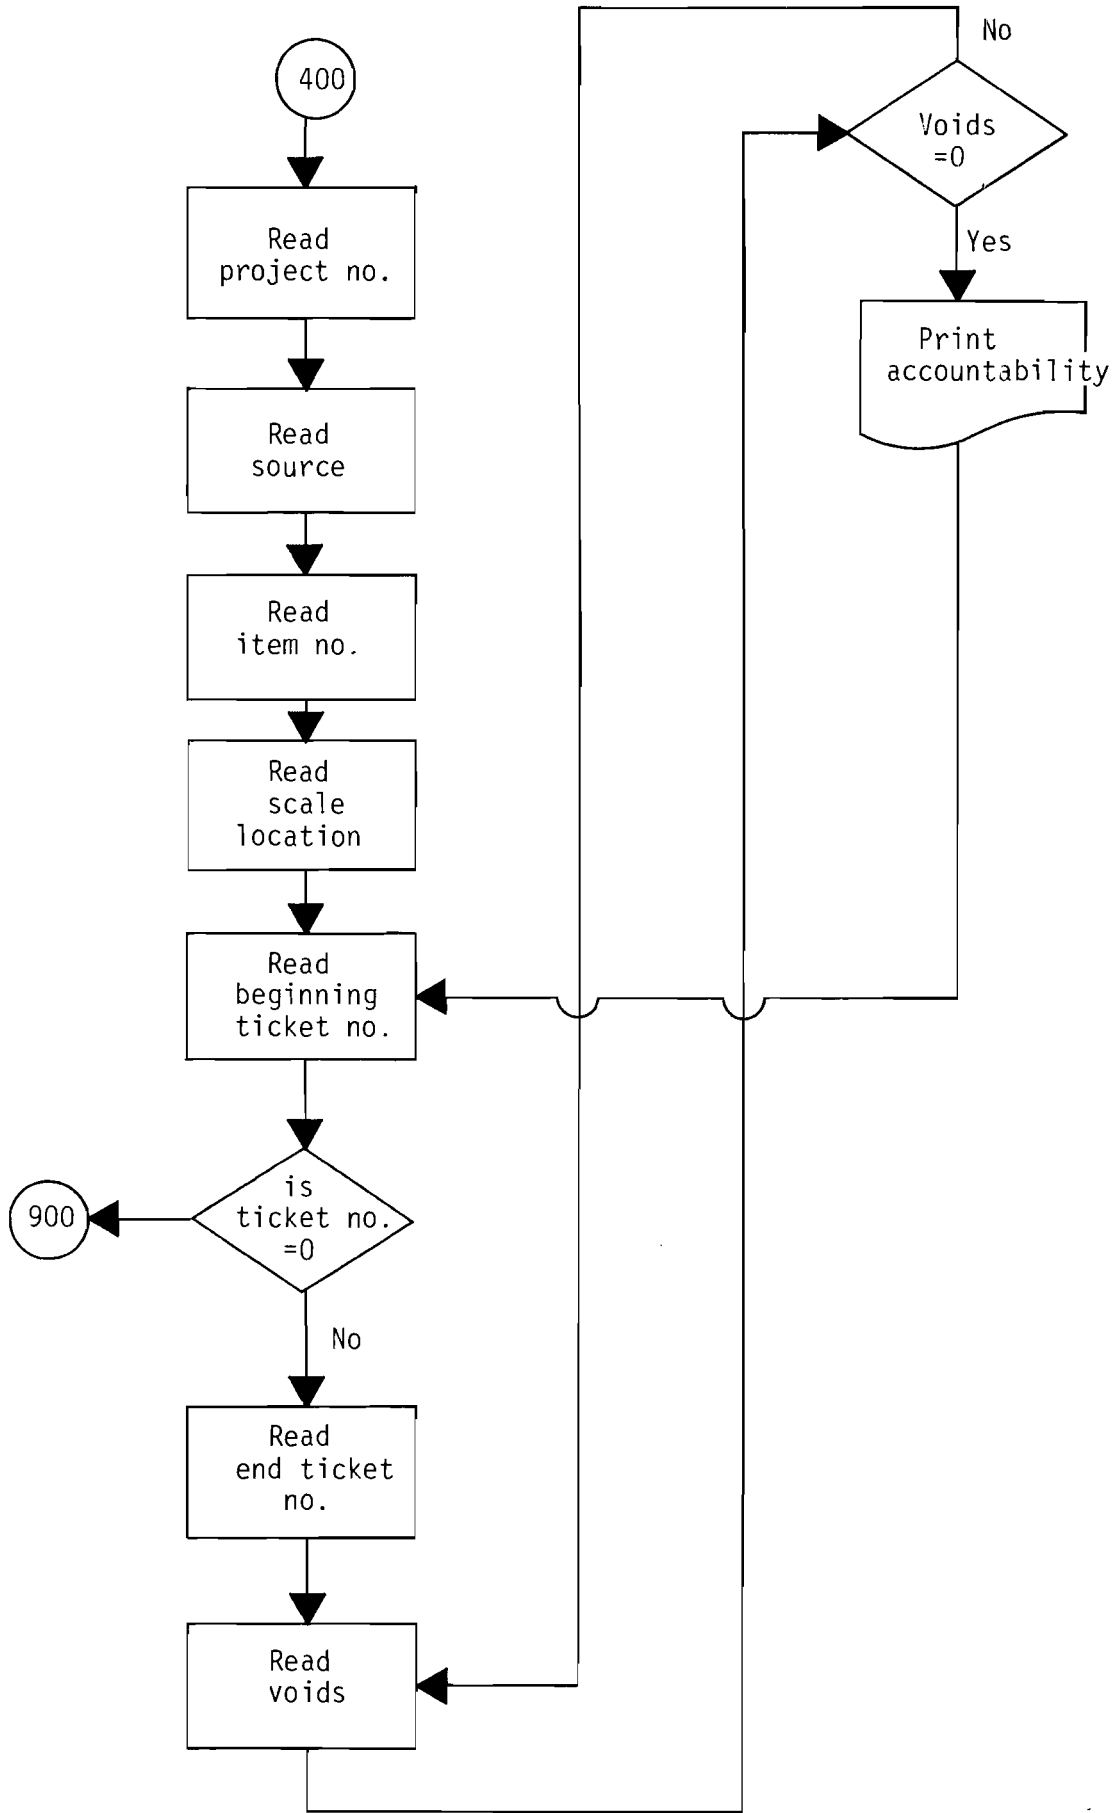 400
Read
project no.
Read
source
Read
item no.
Read
scale
location
Read
beginning
ticket no.
is
ticket no.
=0
900
No
Read
end ticket
no.
Read
voids
No
Voids
=0
Yes
Print
accountability